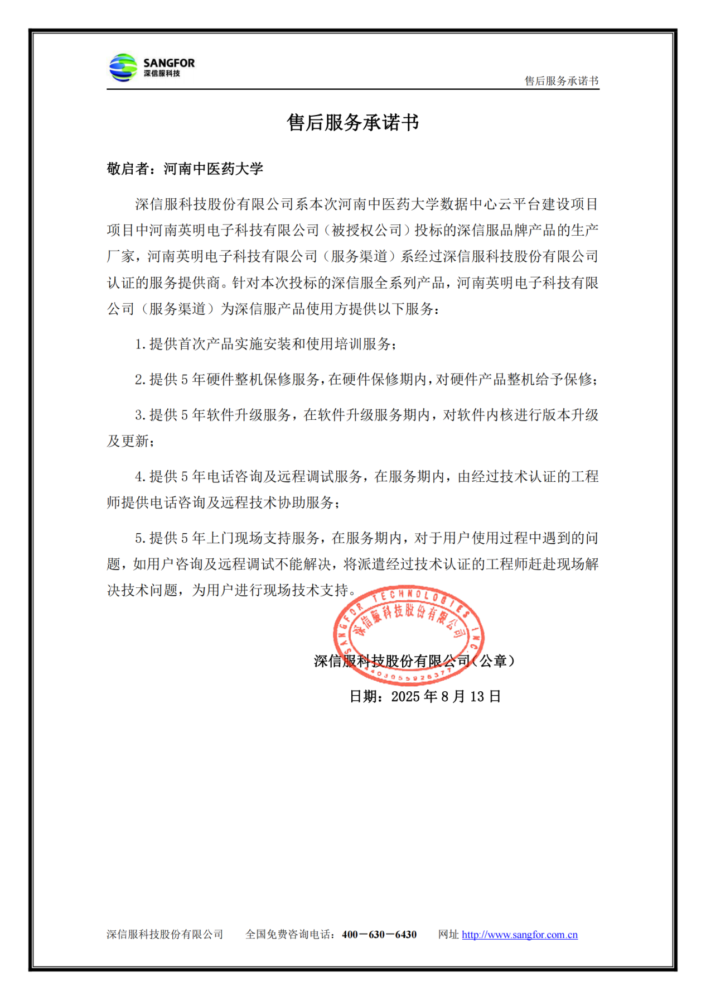 SANGFOR
深信服科技
售后服务承诺书
售后服务承诺书
敬启者：河南中医药大学
深信服科技股份有限公司系本次河南中医药大学数据中心云平台建设项目
项目中河南英明电子科技有限公司（被授权公司）投标的深信服品牌产品的生产
厂家，河南英明电子科技有限公司（服务渠道）系经过深信服科技股份有限公司
认证的服务提供商。针对本次投标的深信服全系列产品，河南英明电子科技有限
公司（服务渠道）为深信服产品使用方提供以下服务：
1.提供首次产品实施安装和使用培训服务；
2.提供 5 年硬件整机保修服务，在硬件保修期内，对硬件产品整机给予保修；
3.提供 5 年软件升级服务，在软件升级服务期内，对软件内核进行版本升级
及更新；
4.提供 5 年电话咨询及远程调试服务，在服务期内，由经过技术认证的工程
师提供电话咨询及远程技术协助服务；
5.提供 5 年上门现场支持服务，在服务期内，对于用户使用过程中遇到的问
题，如用户咨询及远程调试不能解决，将派遣经过技术认证的工程师赶赴现场解
决技术问题，为用户进行现场技术支持。
SANGFOR TECHNOLOGIES INC.
深信服科技股份有限公司
深信服科技股份有限公司（公章）
4403055926377
日期：2025 年 8 月 13 日
深信服科技股份有限公司 全国免费咨询电话：400－630－6430 网址 http://www.sangfor.com.cn